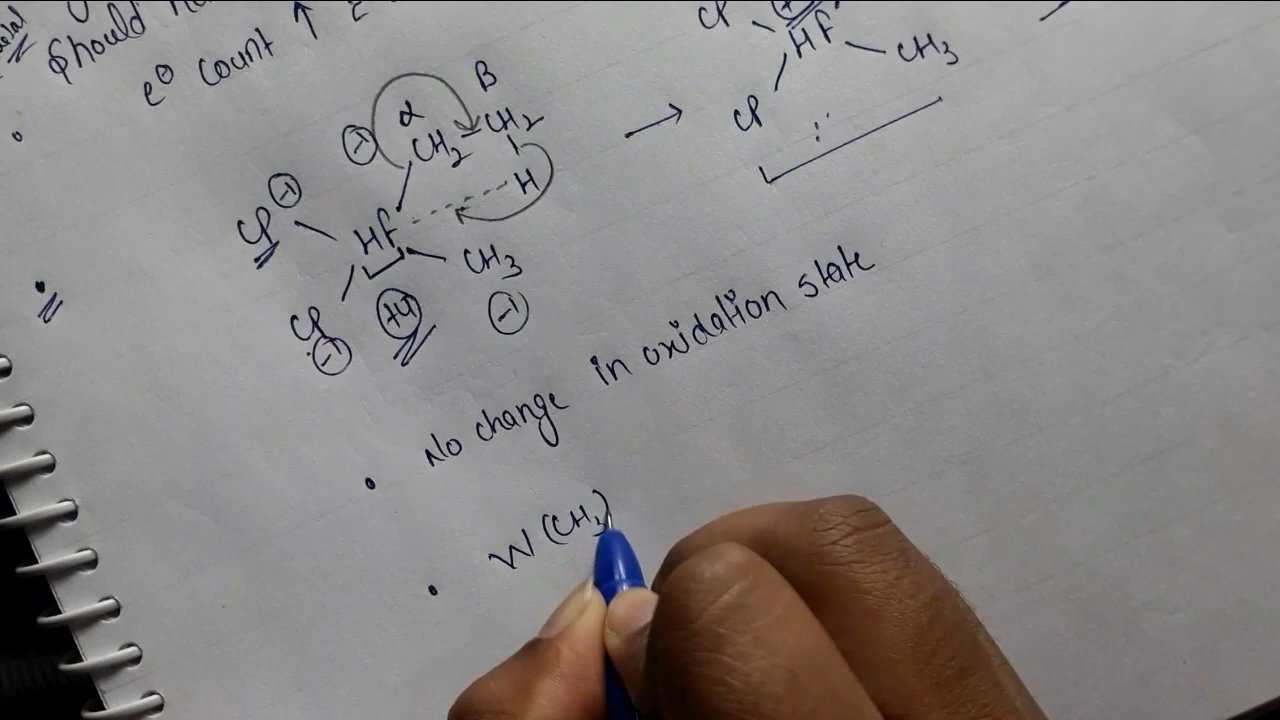 should
e⊖ count ↑
Cp
Hf
CH3
Cp
β
α
⊖1 CH2 = CH2
H
Cp ⊖1
Hf
CH3
Cp ⊖1
+4
-1
• No change in oxidation state
• W(CH3)